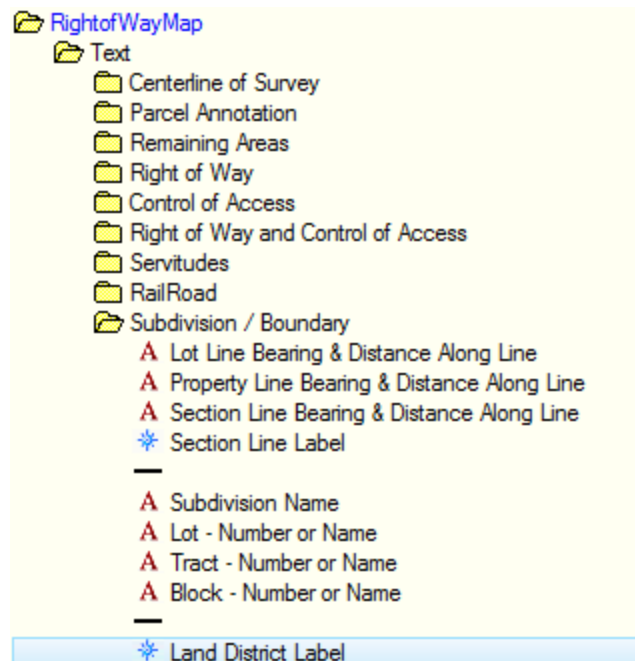 RightofWayMap
Text
Centerline of Survey
Parcel Annotation
Remaining Areas
Right of Way
Control of Access
Right of Way and Control of Access
Servitudes
RailRoad
Subdivision / Boundary
A Lot Line Bearing & Distance Along Line
A Property Line Bearing & Distance Along Line
A Section Line Bearing & Distance Along Line
Section Line Label
A Subdivision Name
A Lot - Number or Name
A Tract - Number or Name
A Block - Number or Name
Land District Label